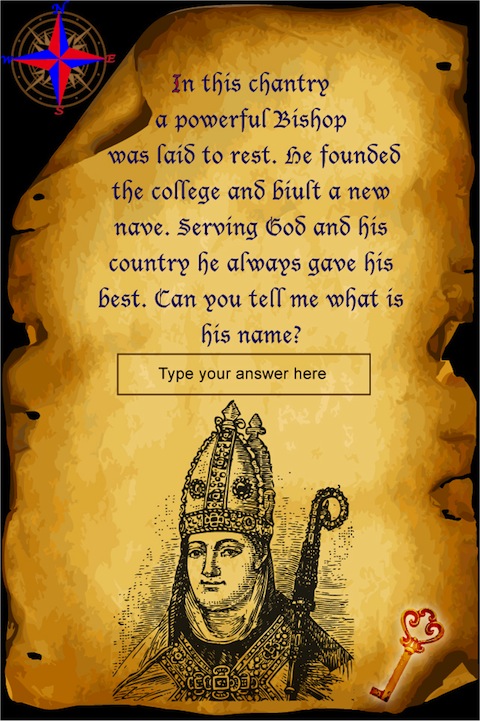 N
W E
S
In this chantry
a powerful Bishop
was laid to rest. He founded
the college and biult a new
nave. Serving God and his
country he always gave his
best. Can you tell me what is
his name?
Type your answer here